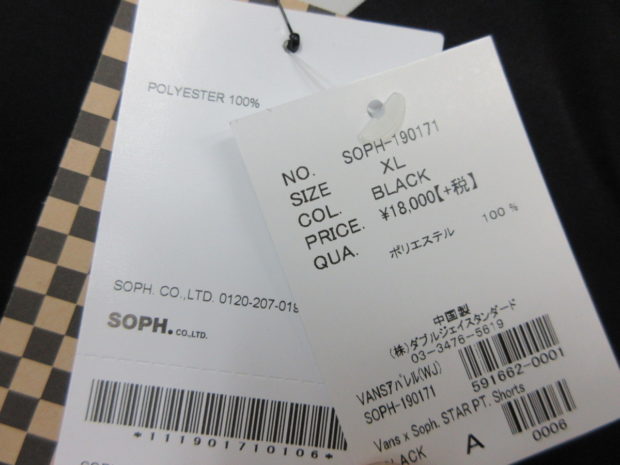 POLYESTER 100%
SOPH. CO.,LTD. 0120-207-019
SOPH. CO.,LTD.
*111901710106*
NO. SOPH-190171
SIZE XL
COL. BLACK
PRICE. ¥18,000【+税】
QUA. ポリエステル 100%
中国製
(株)ダブルジェイスタンダード
03-3476-5619
VANSアパレル(WJ)
SOPH-190171
591662-0001
Vans x Soph. STAR PT. Shorts
BLACK A 0006